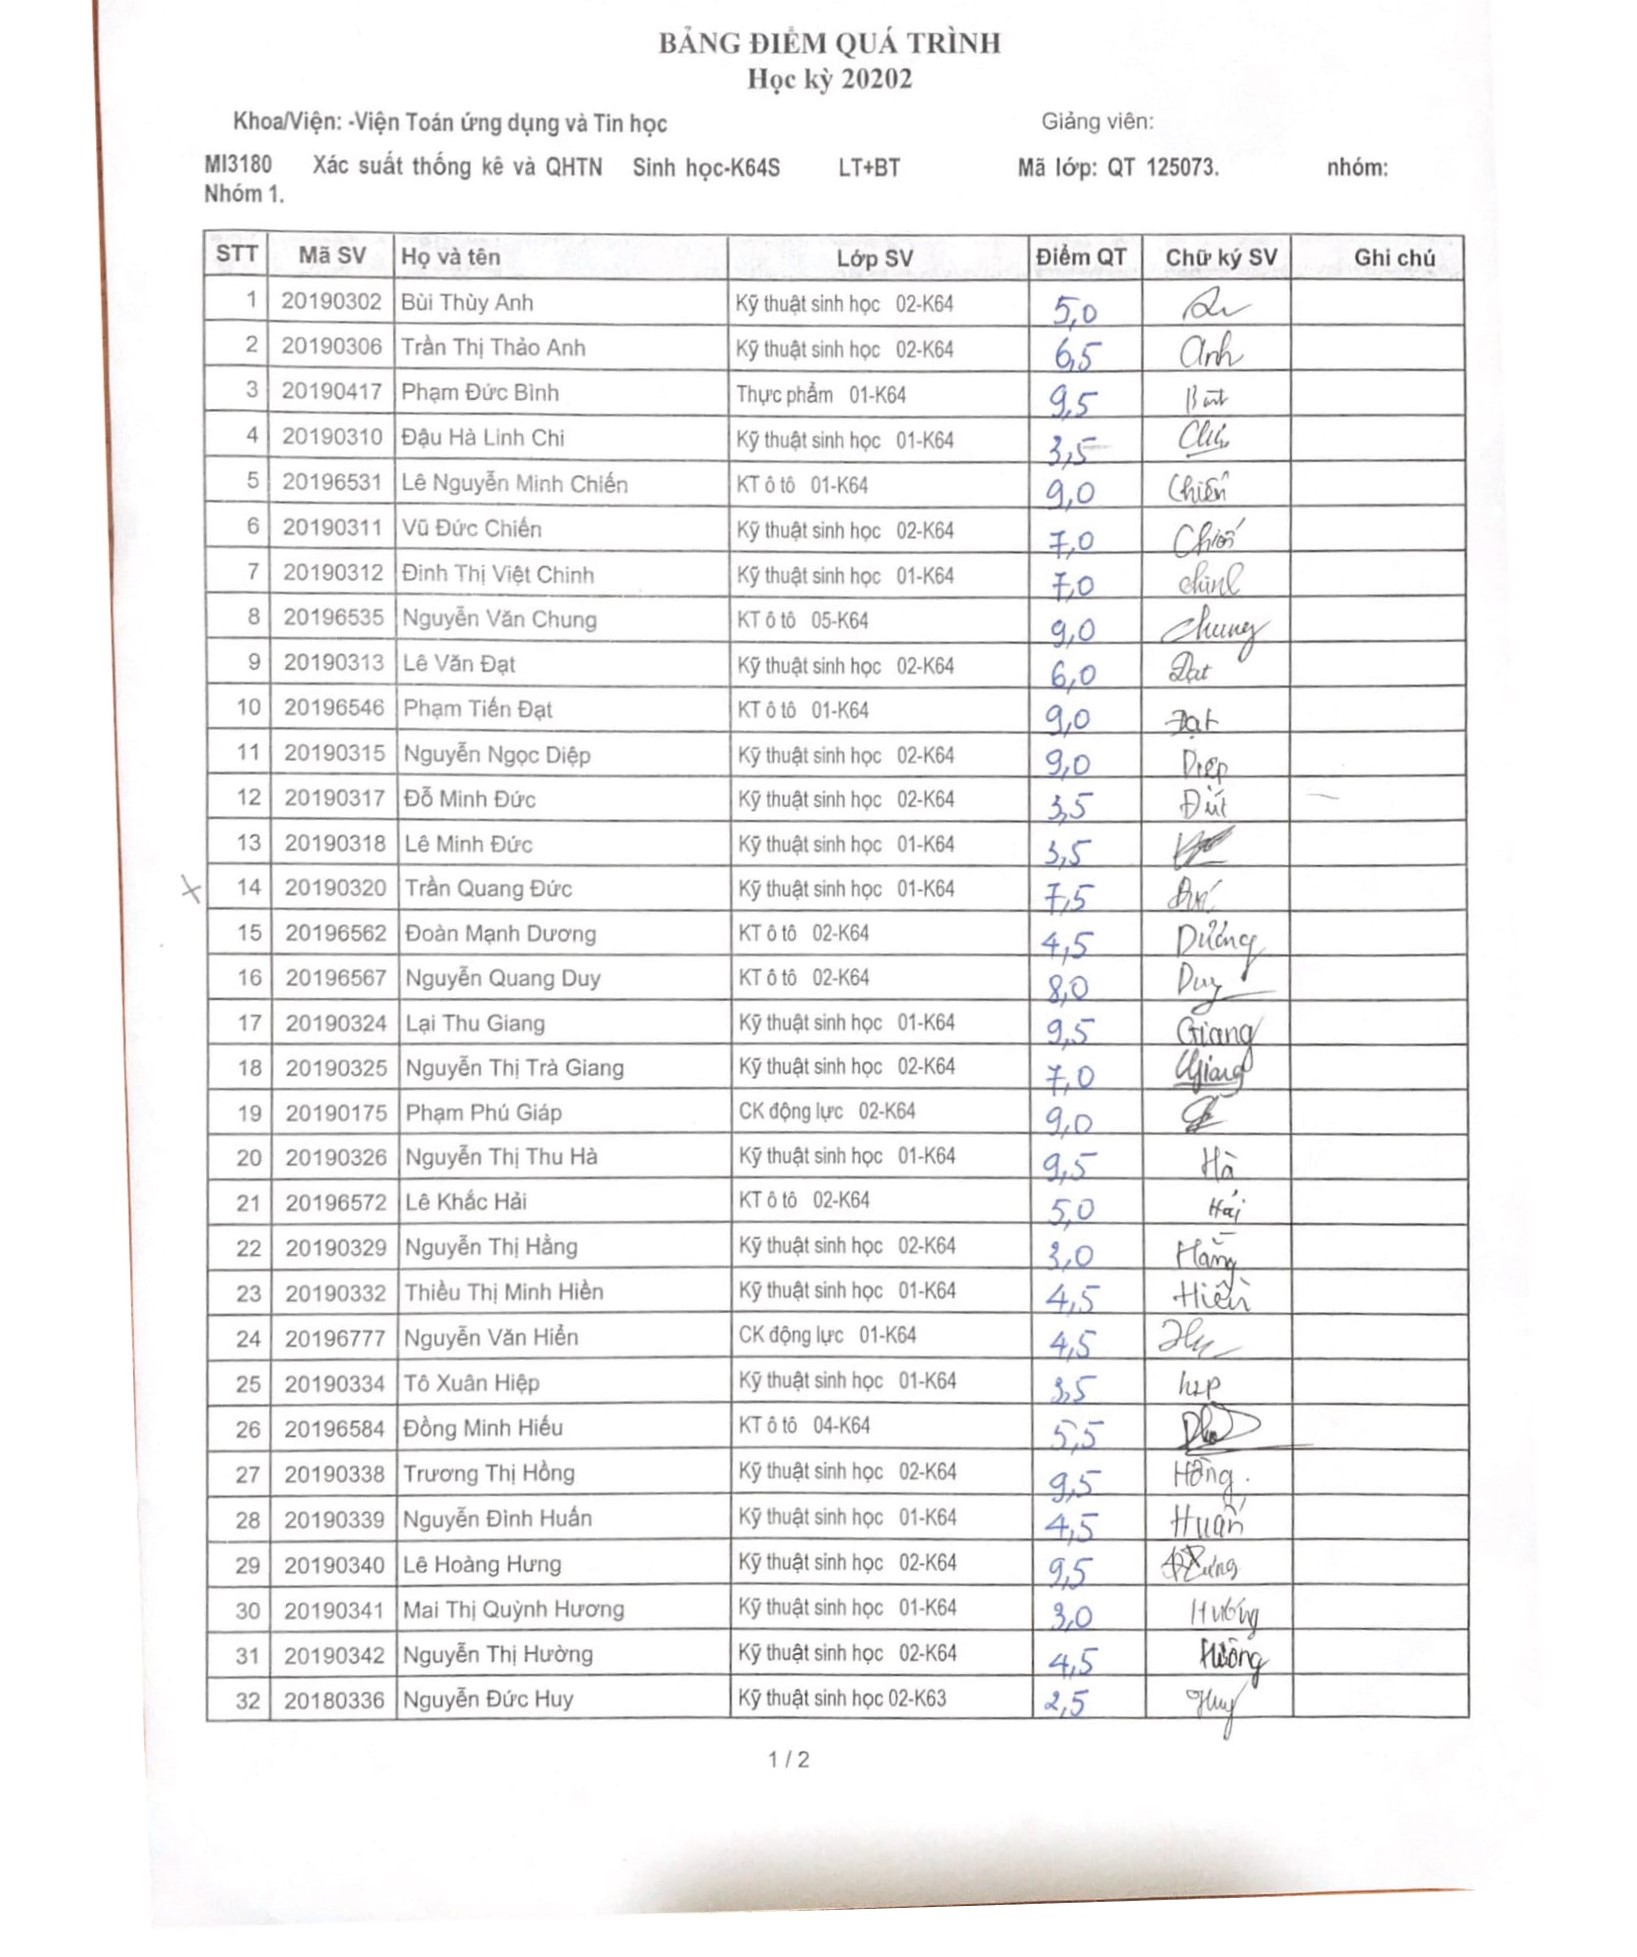 BẢNG ĐIỂM QUÁ TRÌNH
Học kỳ 20202
Khoa/Viện: -Viện Toán ứng dụng và Tin học Giảng viên:
MI3180 Xác suất thống kê và QHTN Sinh học-K64S LT+BT Mã lớp: QT 125073. nhóm:
Nhóm 1.
STT Mã SV Họ và tên Lớp SV Điểm QT Chữ ký SV Ghi chú
1 20190302 Bùi Thùy Anh Kỹ thuật sinh học 02-K64 5,0
2 20190306 Trần Thị Thảo Anh Kỹ thuật sinh học 02-K64 6,5 Anh
3 20190417 Phạm Đức Bình Thực phẩm 01-K64 9,5
4 20190310 Đậu Hà Linh Chi Kỹ thuật sinh học 01-K64 3,5
5 20196531 Lê Nguyễn Minh Chiến KT ô tô 01-K64 9,0 Chiến
6 20190311 Vũ Đức Chiến Kỹ thuật sinh học 02-K64 7,0
7 20190312 Đinh Thị Việt Chinh Kỹ thuật sinh học 01-K64 7,0 chinh
8 20196535 Nguyễn Văn Chung KT ô tô 05-K64 9,0 Chung
9 20190313 Lê Văn Đạt Kỹ thuật sinh học 02-K64 6,0 Đạt
10 20196546 Phạm Tiến Đạt KT ô tô 01-K64 9,0 Đạt
11 20190315 Nguyễn Ngọc Diệp Kỹ thuật sinh học 02-K64 9,0 Diệp
12 20190317 Đỗ Minh Đức Kỹ thuật sinh học 02-K64 3,5
13 20190318 Lê Minh Đức Kỹ thuật sinh học 01-K64 3,5
14 20190320 Trần Quang Đức Kỹ thuật sinh học 01-K64 7,5
15 20196562 Đoàn Mạnh Dương KT ô tô 02-K64 4,5 Dương
16 20196567 Nguyễn Quang Duy KT ô tô 02-K64 8,0 Duy
17 20190324 Lại Thu Giang Kỹ thuật sinh học 01-K64 9,5 Giang
18 20190325 Nguyễn Thị Trà Giang Kỹ thuật sinh học 02-K64 7,0 Giang
19 20190175 Phạm Phú Giáp CK động lực 02-K64 9,0
20 20190326 Nguyễn Thị Thu Hà Kỹ thuật sinh học 01-K64 9,5 Hà
21 20196572 Lê Khắc Hải KT ô tô 02-K64 5,0 Hải
22 20190329 Nguyễn Thị Hằng Kỹ thuật sinh học 02-K64 3,0 Hằng
23 20190332 Thiều Thị Minh Hiền Kỹ thuật sinh học 01-K64 4,5 Hiền
24 20196777 Nguyễn Văn Hiển CK động lực 01-K64 4,5
25 20190334 Tô Xuân Hiệp Kỹ thuật sinh học 01-K64 3,5
26 20196584 Đồng Minh Hiếu KT ô tô 04-K64 5,5
27 20190338 Trương Thị Hồng Kỹ thuật sinh học 02-K64 9,5 Hồng.
28 20190339 Nguyễn Đình Huấn Kỹ thuật sinh học 01-K64 4,5 Huấn
29 20190340 Lê Hoàng Hưng Kỹ thuật sinh học 02-K64 9,5
30 20190341 Mai Thị Quỳnh Hương Kỹ thuật sinh học 01-K64 3,0 Hương
31 20190342 Nguyễn Thị Hường Kỹ thuật sinh học 02-K64 4,5 Hường
32 20180336 Nguyễn Đức Huy Kỹ thuật sinh học 02-K63 2,5 Huy
1 / 2